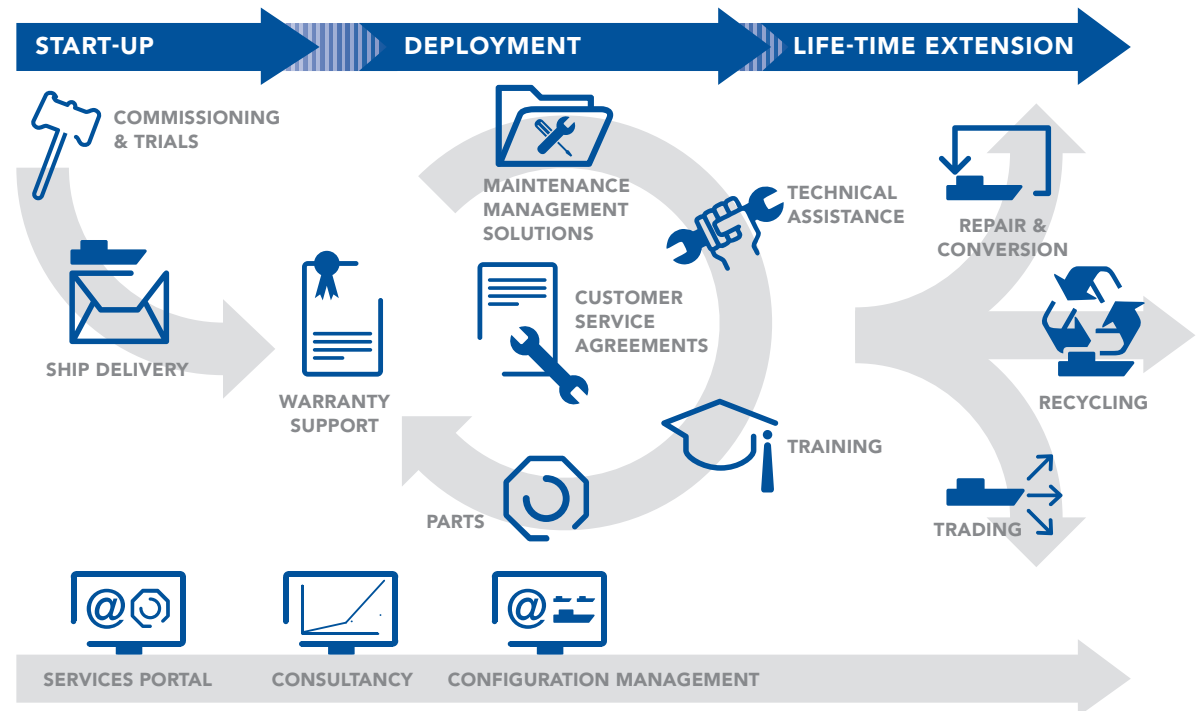 START-UP
DEPLOYMENT
LIFE-TIME EXTENSION
COMMISSIONING
& TRIALS
SHIP DELIVERY
WARRANTY
SUPPORT
MAINTENANCE
MANAGEMENT
SOLUTIONS
TECHNICAL
ASSISTANCE
CUSTOMER
SERVICE
AGREEMENTS
TRAINING
PARTS
REPAIR &
CONVERSION
RECYCLING
TRADING
@
@
SERVICES PORTAL
CONSULTANCY
CONFIGURATION MANAGEMENT